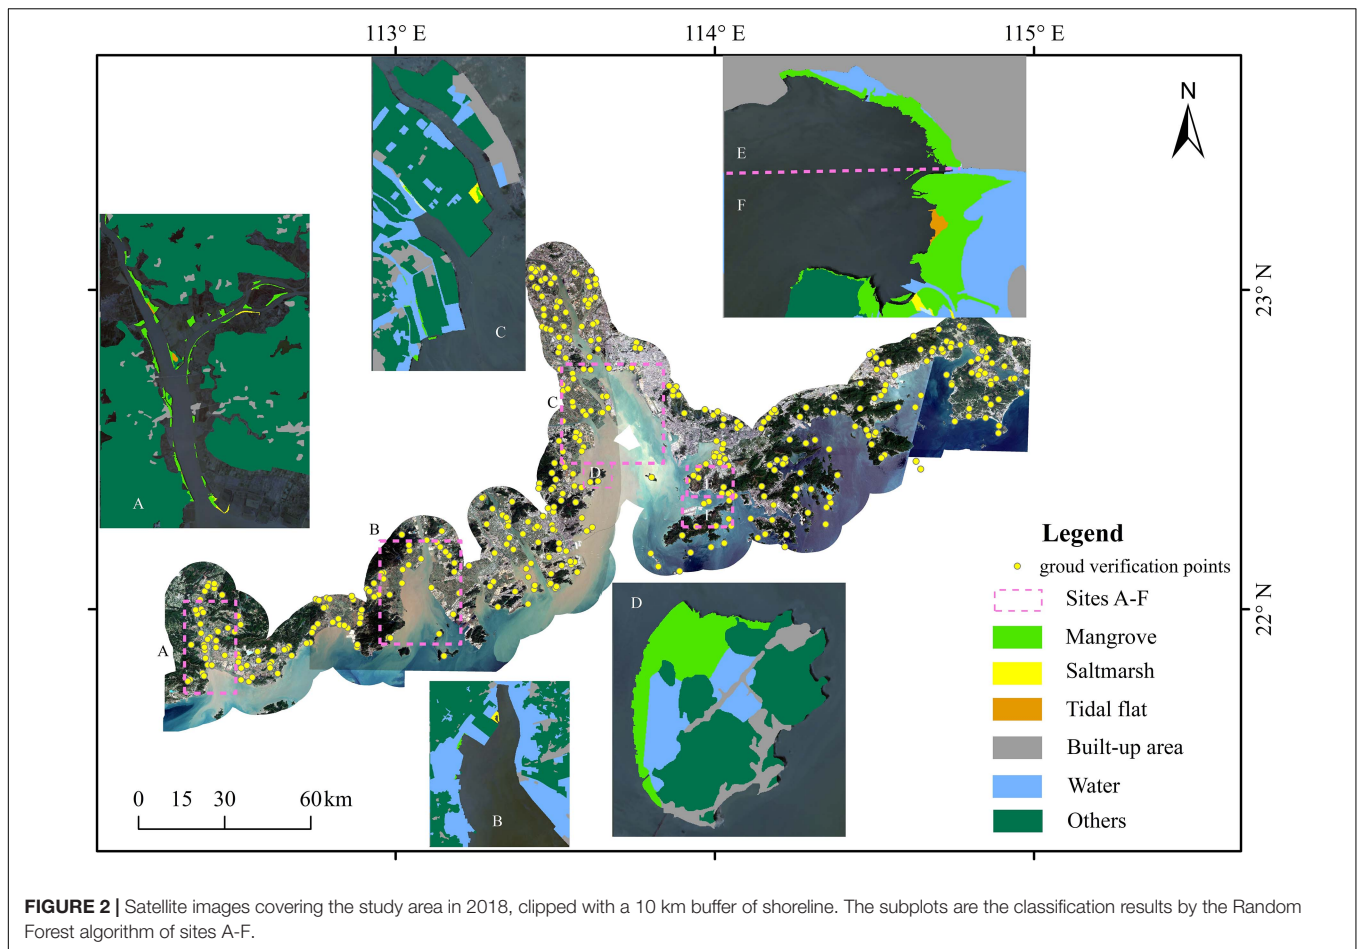 113° E
114° E
115° E
N
E
F
C
A
23° N
C
D
B
A
22° N
D
B
0 15 30 60 km
Legend
groud verification points
Sites A-F
Mangrove
Saltmarsh
Tidal flat
Built-up area
Water
Others
FIGURE 2 | Satellite images covering the study area in 2018, clipped with a 10 km buffer of shoreline. The subplots are the classification results by the Random
Forest algorithm of sites A-F.